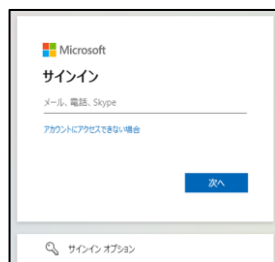 Microsoft
サインイン
メール、電話、Skype
アカウントにアクセスできない場合
次へ
サインイン オプション